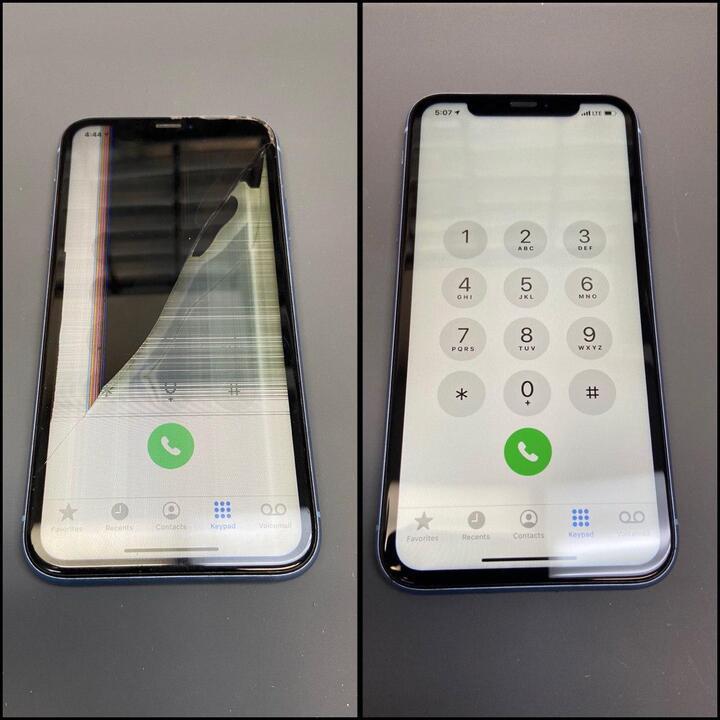 4:44
* 0 #
+
Favorites Recents Contacts Keypad Voicemail
5:07 LTE
1 2 3
ABC DEF
4 5 6
GHI JKL MNO
7 8 9
PQRS TUV WXYZ
* 0 #
+
Favorites Recents Contacts Keypad Voicemail